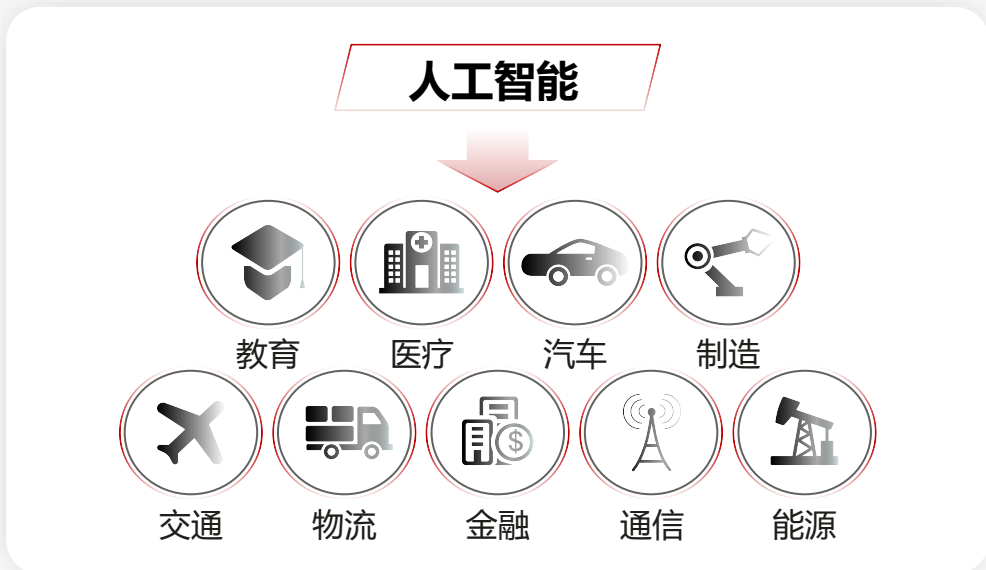 人工智能
教育 医疗 汽车 制造
$
交通 物流 金融 通信 能源